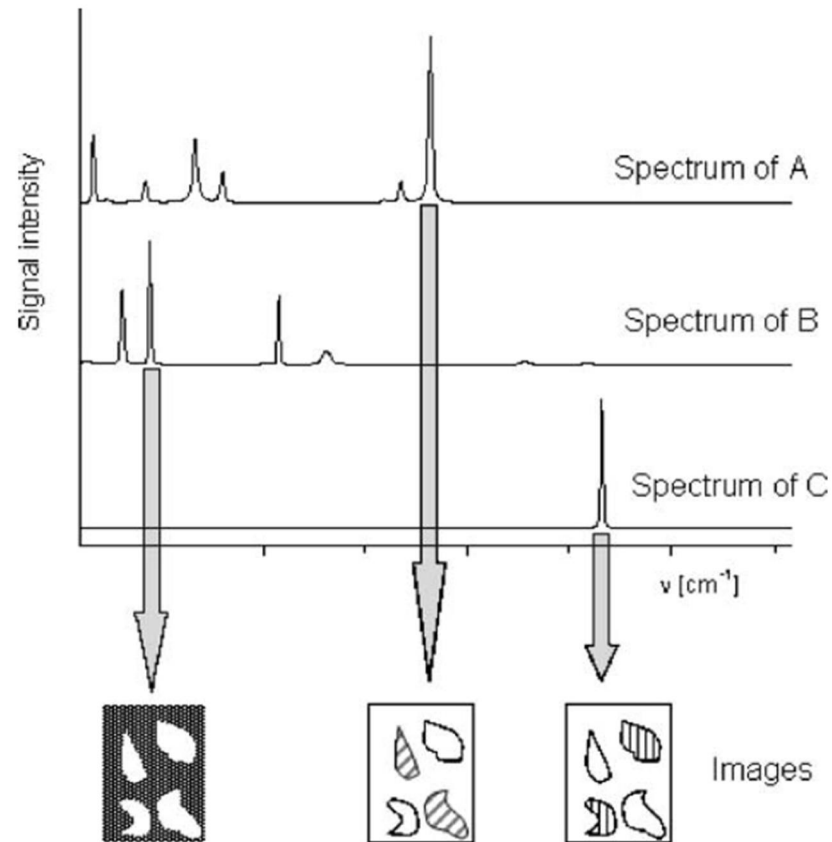 Signal intensity
Spectrum of A
Spectrum of B
Spectrum of C
ν [cm⁻¹]
Images